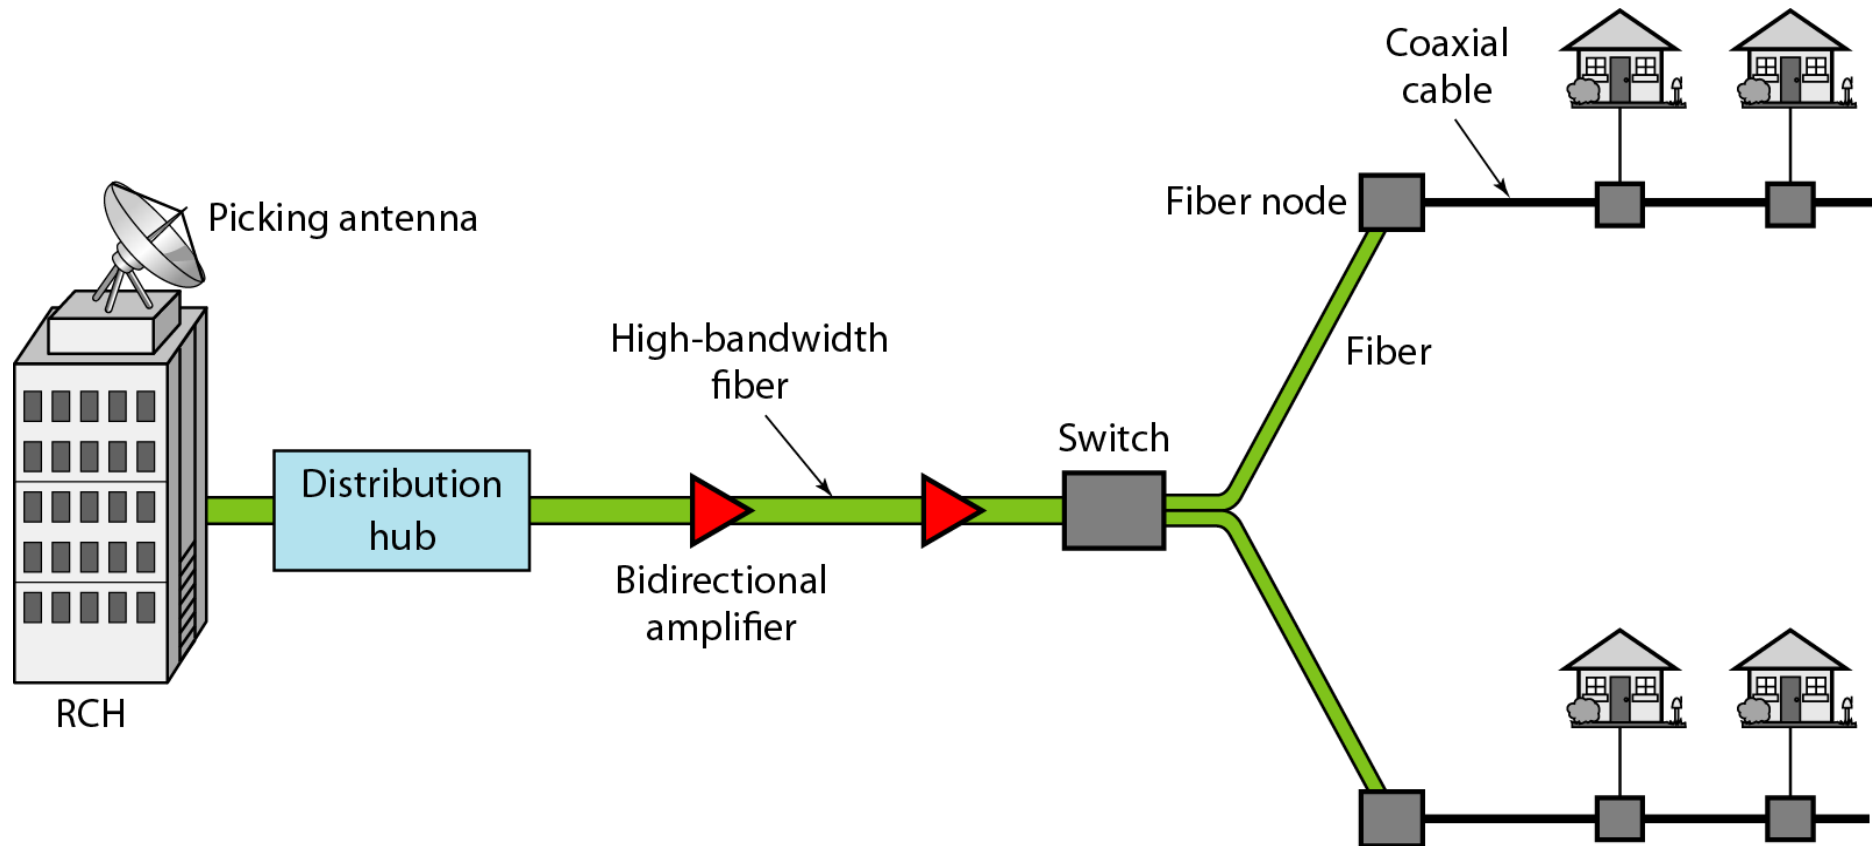 Coaxial
cable
Picking antenna
Fiber node
High-bandwidth
fiber
Fiber
Switch
Distribution
hub
Bidirectional
amplifier
RCH